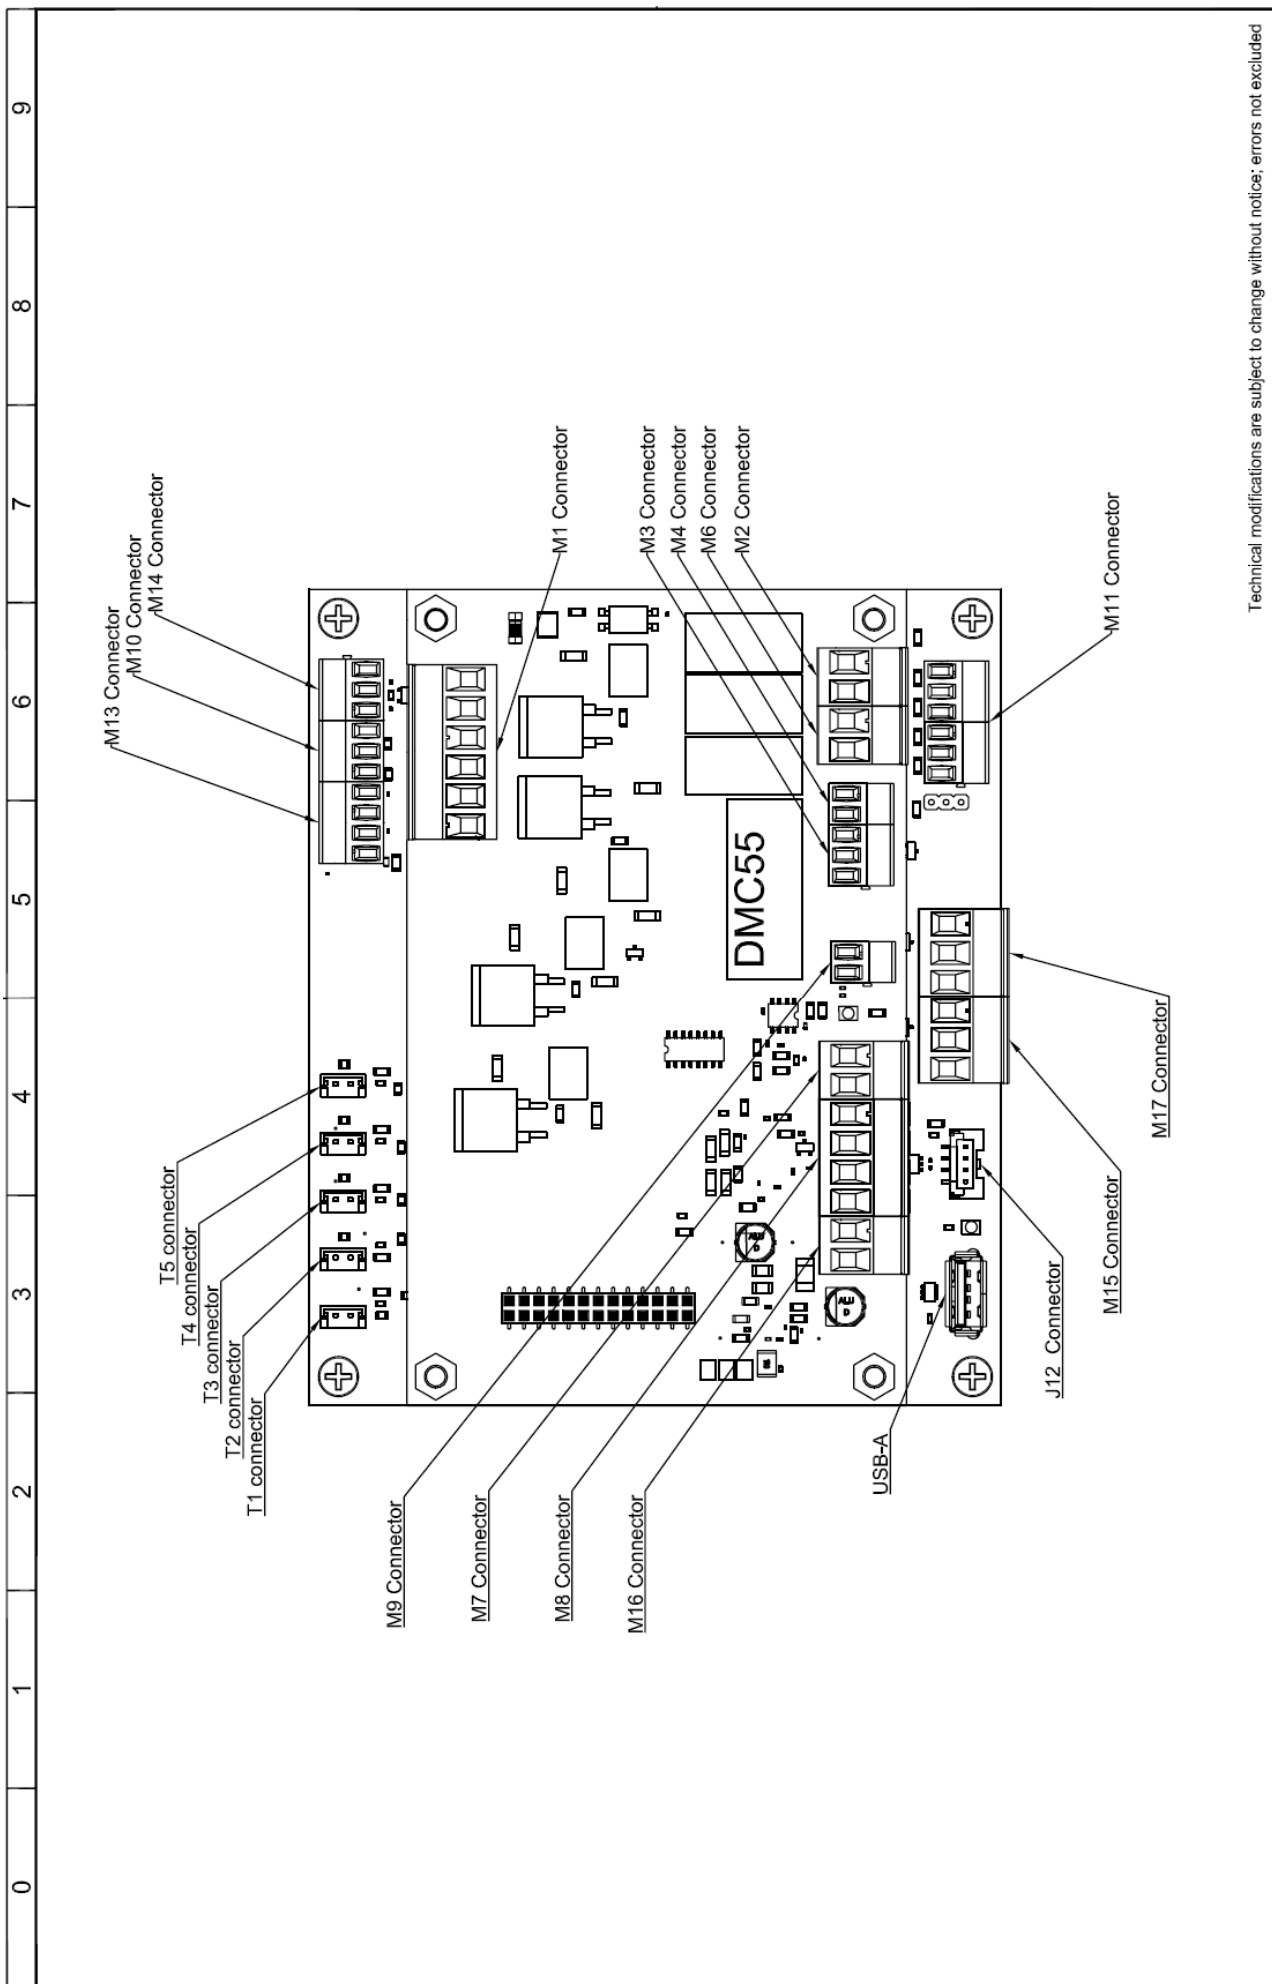 9
8
7
6
5
4
3
2
1
0
Technical modifications are subject to change without notice; errors not excluded
M13 Connector
M10 Connector
M14 Connector
M1 Connector
M3 Connector
M4 Connector
M6 Connector
M2 Connector
M11 Connector
DMC55
M17 Connector
M15 Connector
J12 Connector
USB-A
T5 connector
T4 connector
T3 connector
T2 connector
T1 connector
M9 Connector
M7 Connector
M8 Connector
M16 Connector
ALU
D
ALU
D